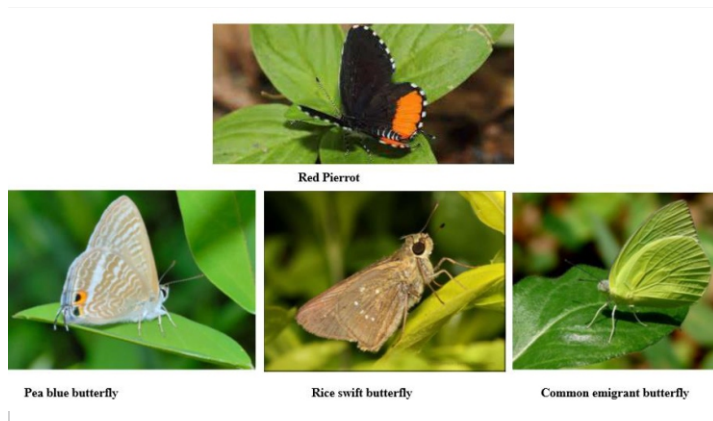 Red Pierrot
Pea blue butterfly
Rice swift butterfly
Common emigrant butterfly